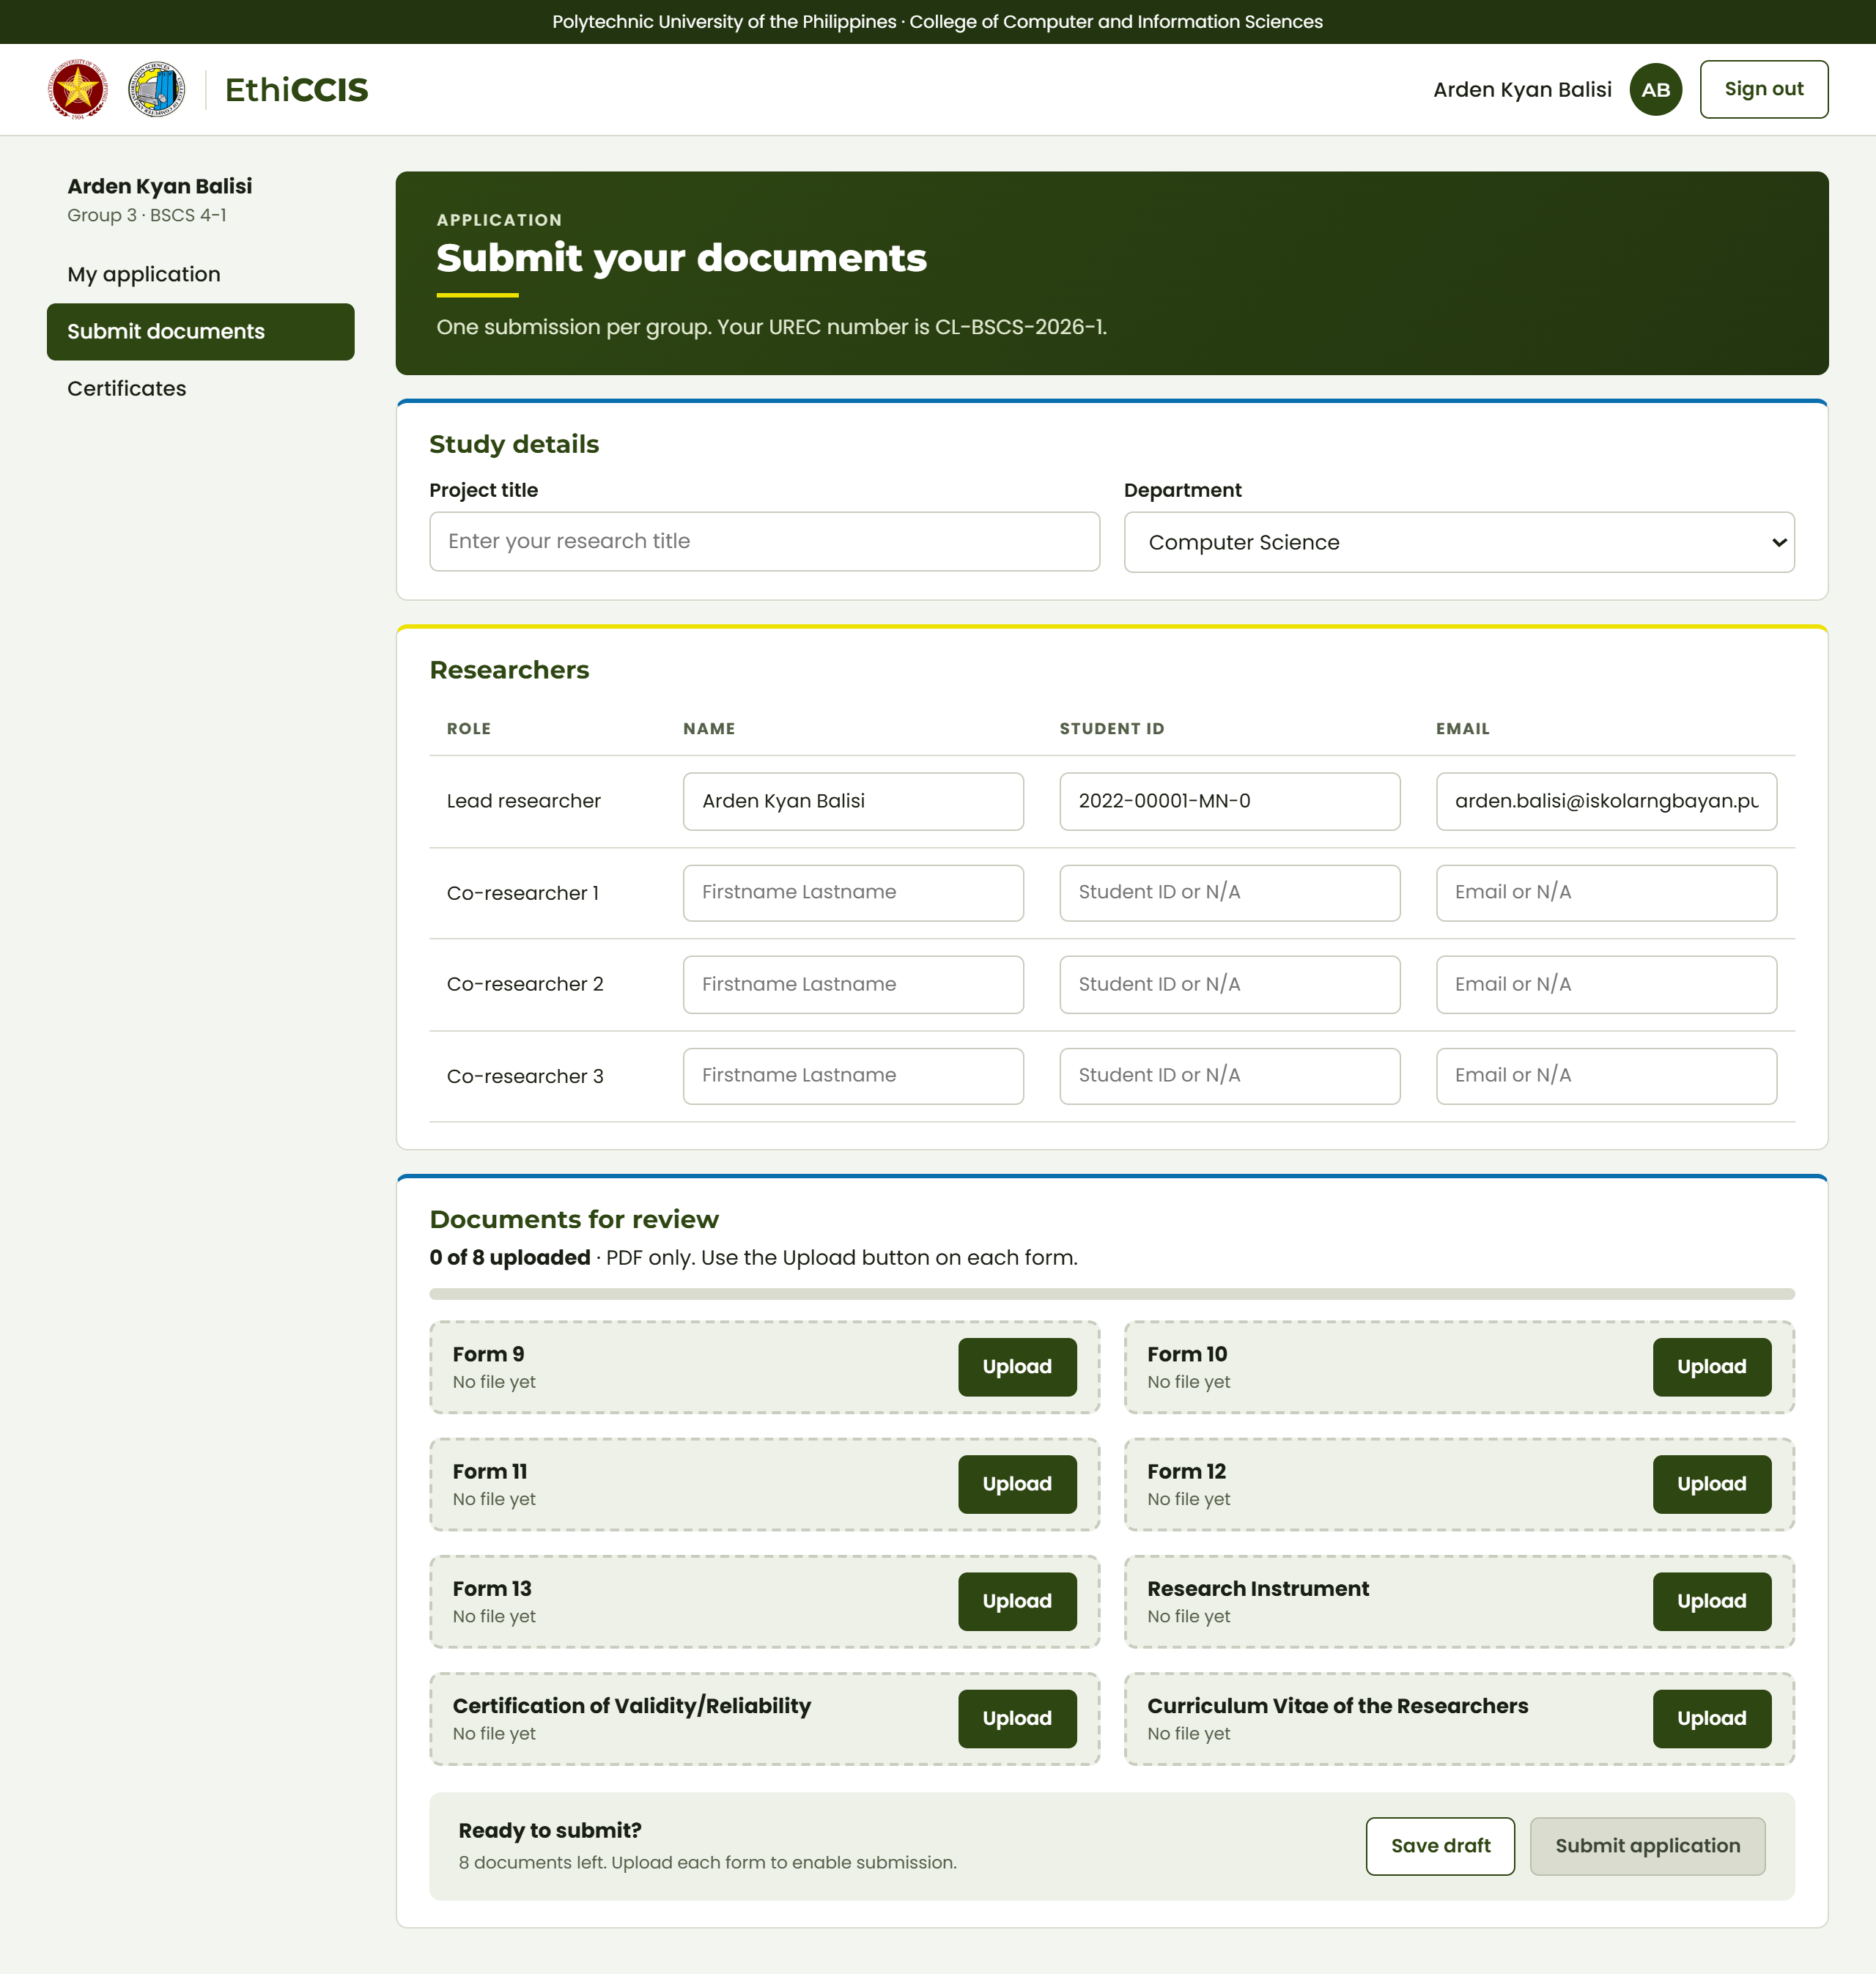 Polytechnic University of the Philippines · College of Computer and Information Sciences
EthiCCIS
Arden Kyan Balisi
AB
Sign out
Arden Kyan Balisi
Group 3 · BSCS 4-1
My application
Submit documents
Certificates
APPLICATION
Submit your documents
One submission per group. Your UREC number is CL-BSCS-2026-1.
Study details
Project title
Department
Enter your research title
Computer Science
Researchers
ROLE NAME STUDENT ID EMAIL
Lead researcher Arden Kyan Balisi 2022-00001-MN-0 arden.balisi@iskolarngbayan.pu
Co-researcher 1 Firstname Lastname Student ID or N/A Email or N/A
Co-researcher 2 Firstname Lastname Student ID or N/A Email or N/A
Co-researcher 3 Firstname Lastname Student ID or N/A Email or N/A
Documents for review
0 of 8 uploaded · PDF only. Use the Upload button on each form.
Form 9
No file yet
Upload
Form 10
No file yet
Upload
Form 11
No file yet
Upload
Form 12
No file yet
Upload
Form 13
No file yet
Upload
Research Instrument
No file yet
Upload
Certification of Validity/Reliability
No file yet
Upload
Curriculum Vitae of the Researchers
No file yet
Upload
Ready to submit?
8 documents left. Upload each form to enable submission.
Save draft
Submit application